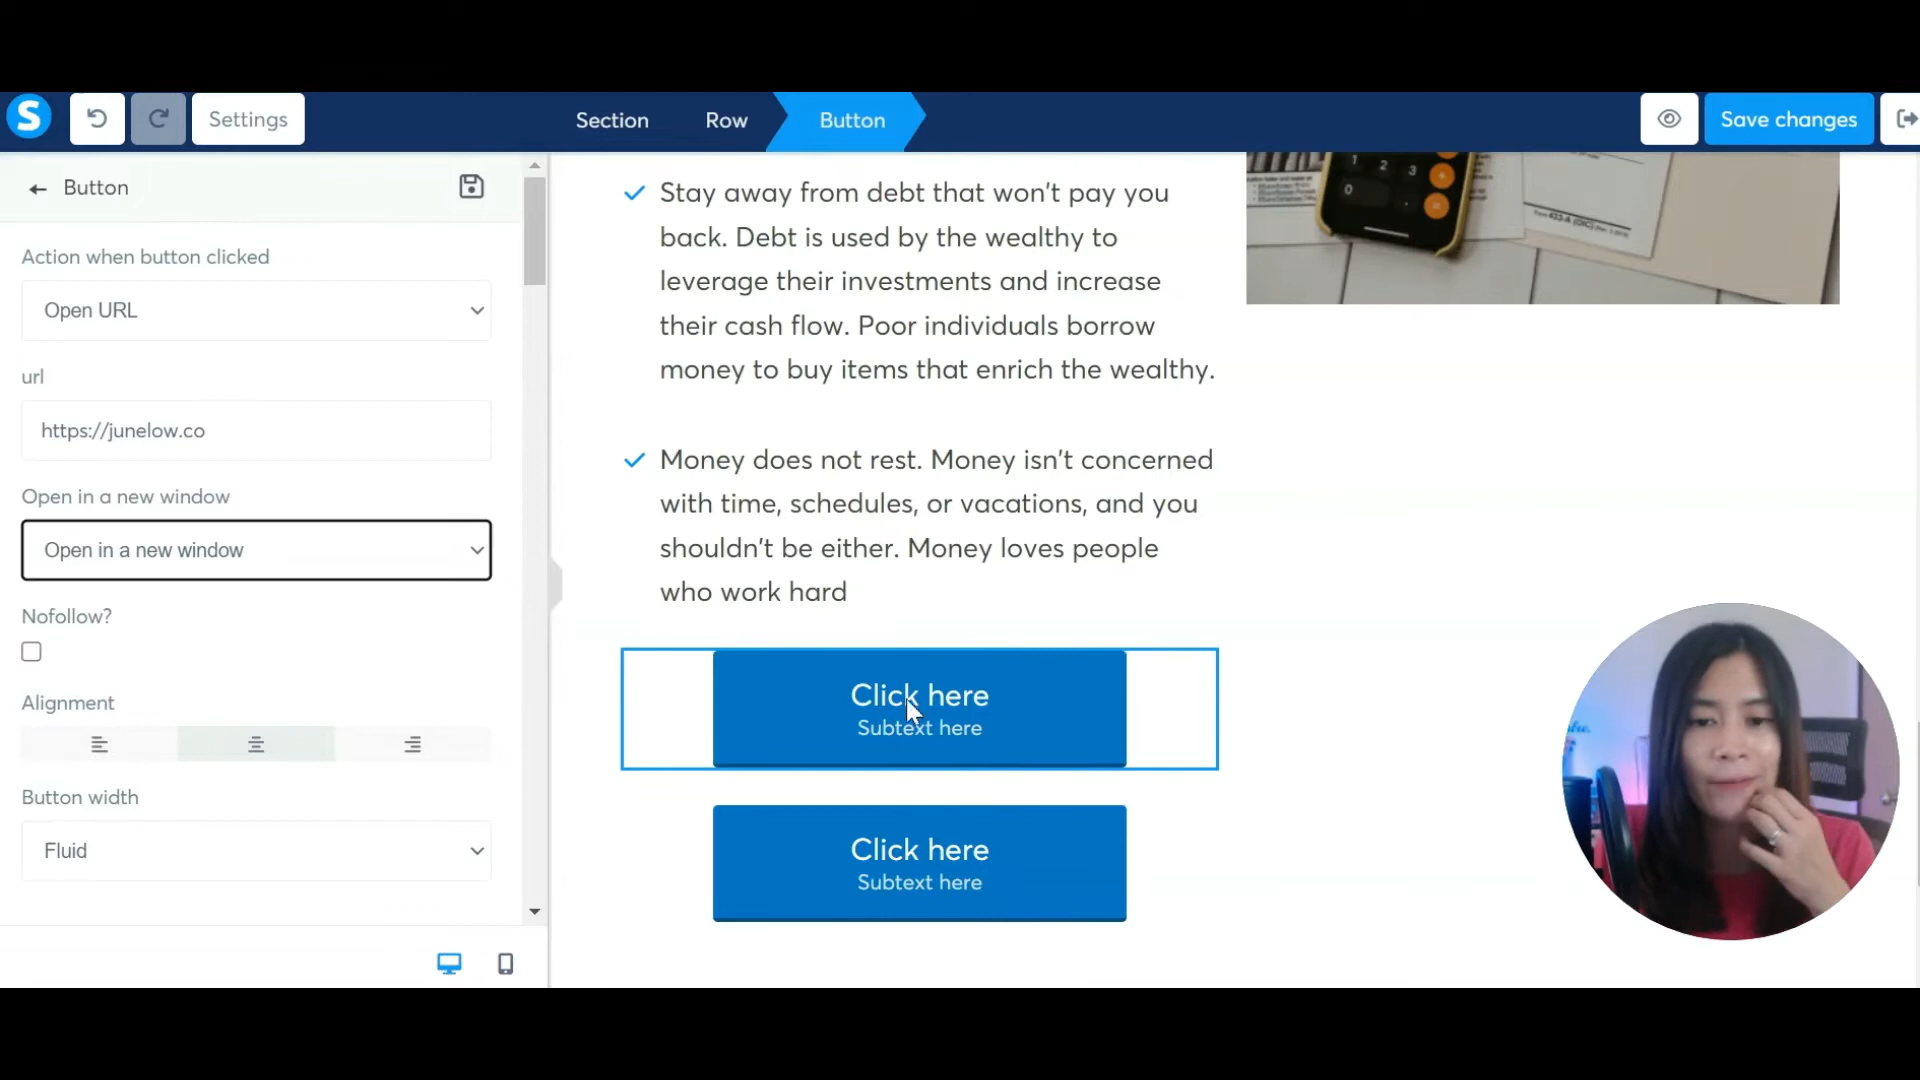 S
Settings
Section
Row
Button
Save changes
Button
Action when button clicked
Open URL
url
https://junelow.co
Open in a new window
Open in a new window
Nofollow?
Alignment
Button width
Fluid
Stay away from debt that won't pay you
back. Debt is used by the wealthy to
leverage their investments and increase
their cash flow. Poor individuals borrow
money to buy items that enrich the wealthy.
Money does not rest. Money isn't concerned
with time, schedules, or vacations, and you
shouldn't be either. Money loves people
who work hard
Click here
Subtext here
Click here
Subtext here
1 2 3
0 .